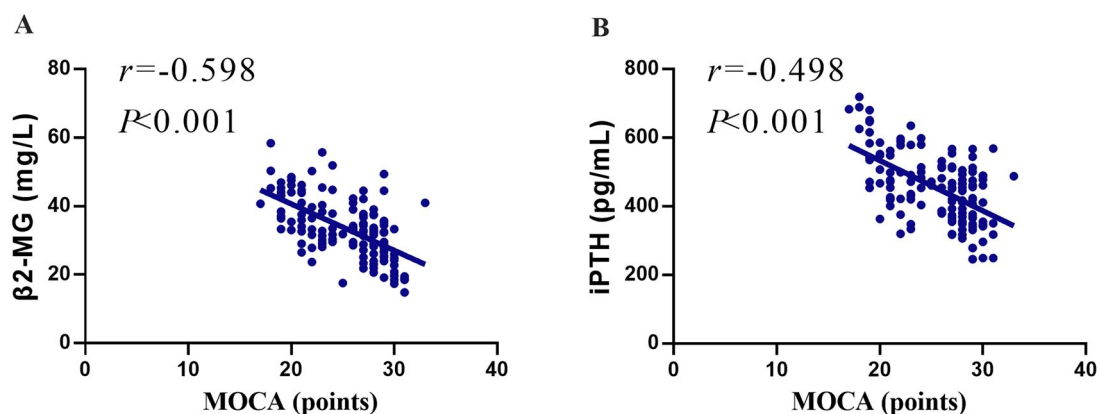 A
r=-0.598
P<0.001
β2-MG (mg/L)
80
60
40
20
0
0 10 20 30 40
MOCA (points)
B
r=-0.498
P<0.001
iPTH (pg/mL)
800
600
400
200
0
0 10 20 30 40
MOCA (points)